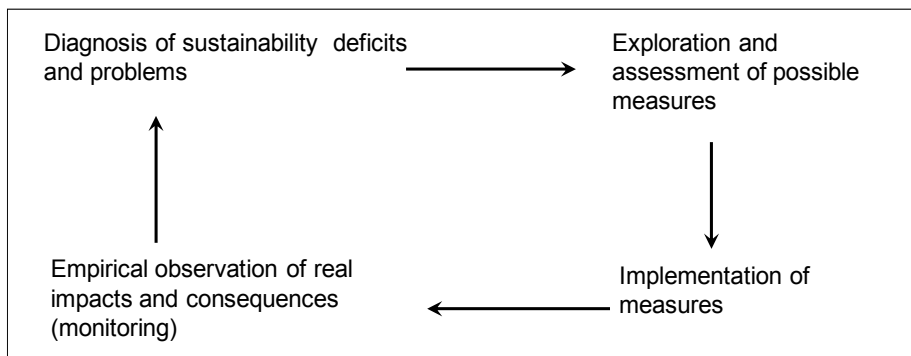 Diagnosis of sustainability deficits
and problems
Exploration and
assessment of possible
measures
Implementation of
measures
Empirical observation of real
impacts and consequences
(monitoring)